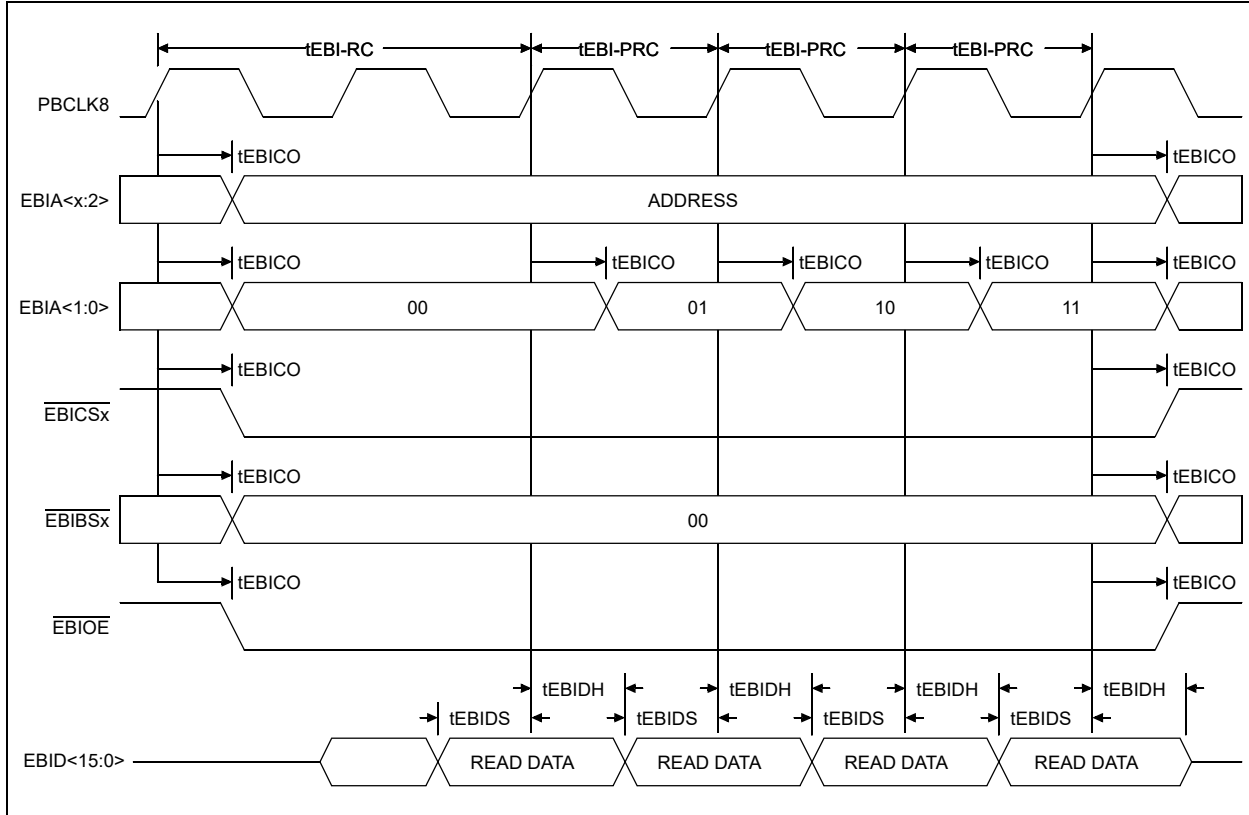 tEBI-RC tEBI-PRC tEBI-PRC tEBI-PRC
PBCLK8
tEBICO tEBICO
EBIA<x:2> ADDRESS
tEBICO tEBICO tEBICO tEBICO tEBICO
EBIA<1:0> 00 01 10 11
tEBICO tEBICO
EBICSx
tEBICO tEBICO
EBIBSx 00
tEBICO tEBICO
EBIOE
tEBIDH tEBIDH tEBIDH tEBIDH
tEBIDS tEBIDS tEBIDS tEBIDS
EBID<15:0> READ DATA READ DATA READ DATA READ DATA